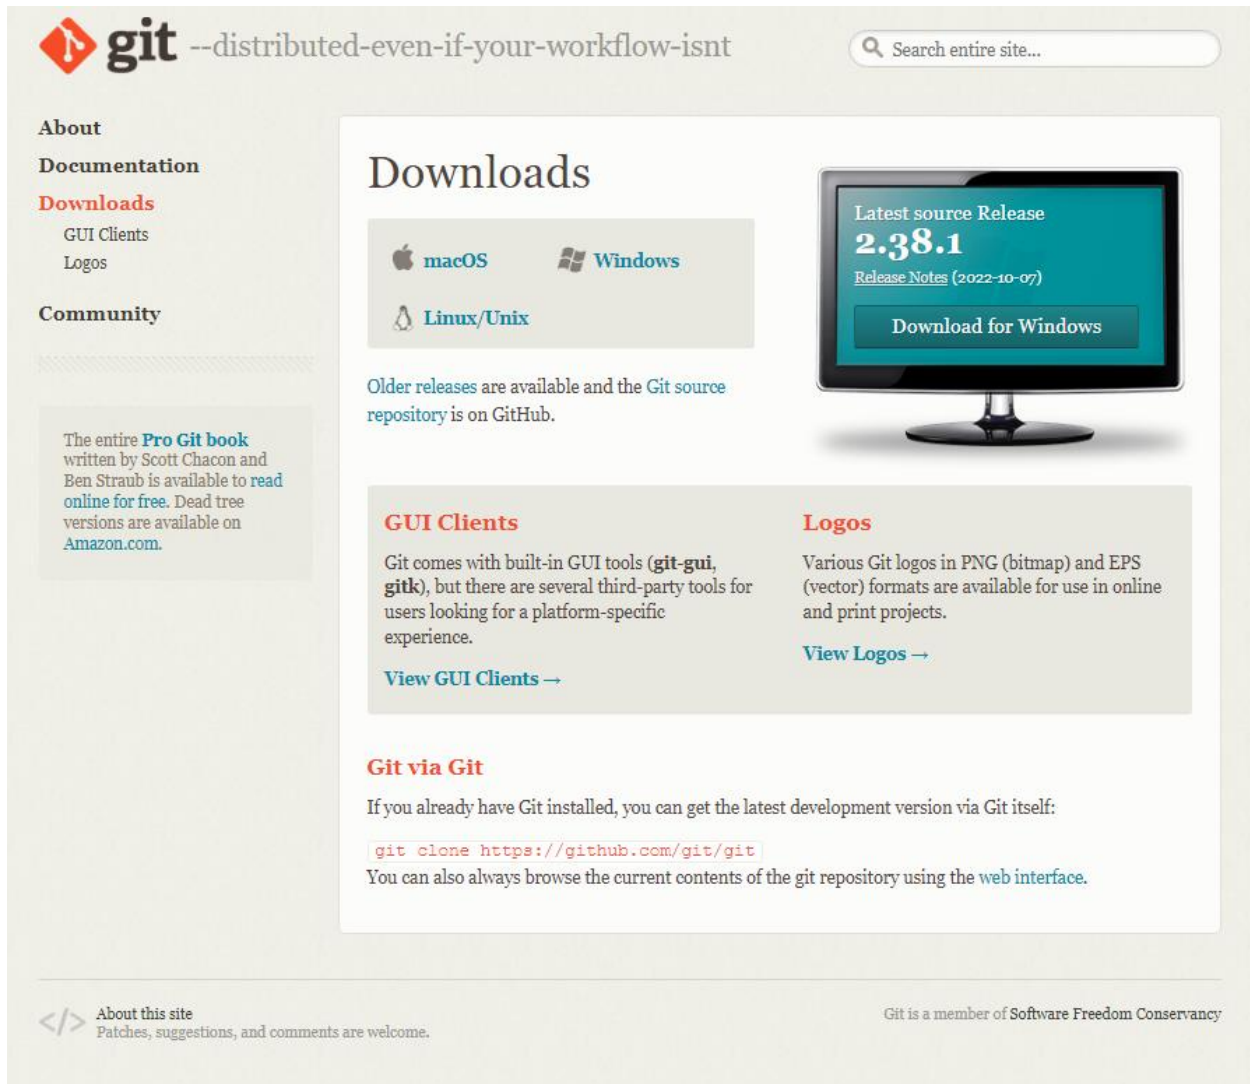 git --distributed-even-if-your-workflow-isnt
Search entire site...
About
Documentation
Downloads
GUI Clients
Logos
Community
The entire Pro Git book
written by Scott Chacon and
Ben Straub is available to read
online for free. Dead tree
versions are available on
Amazon.com.
Downloads
macOS
Windows
Linux/Unix
Older releases are available and the Git source
repository is on GitHub.
Latest source Release
2.38.1
Release Notes (2022-10-07)
Download for Windows
GUI Clients
Git comes with built-in GUI tools (git-gui,
gitk), but there are several third-party tools for
users looking for a platform-specific
experience.
View GUI Clients →
Logos
Various Git logos in PNG (bitmap) and EPS
(vector) formats are available for use in online
and print projects.
View Logos →
Git via Git
If you already have Git installed, you can get the latest development version via Git itself:
git clone https://github.com/git/git
You can also always browse the current contents of the git repository using the web interface.
</> About this site
Patches, suggestions, and comments are welcome.
Git is a member of Software Freedom Conservancy